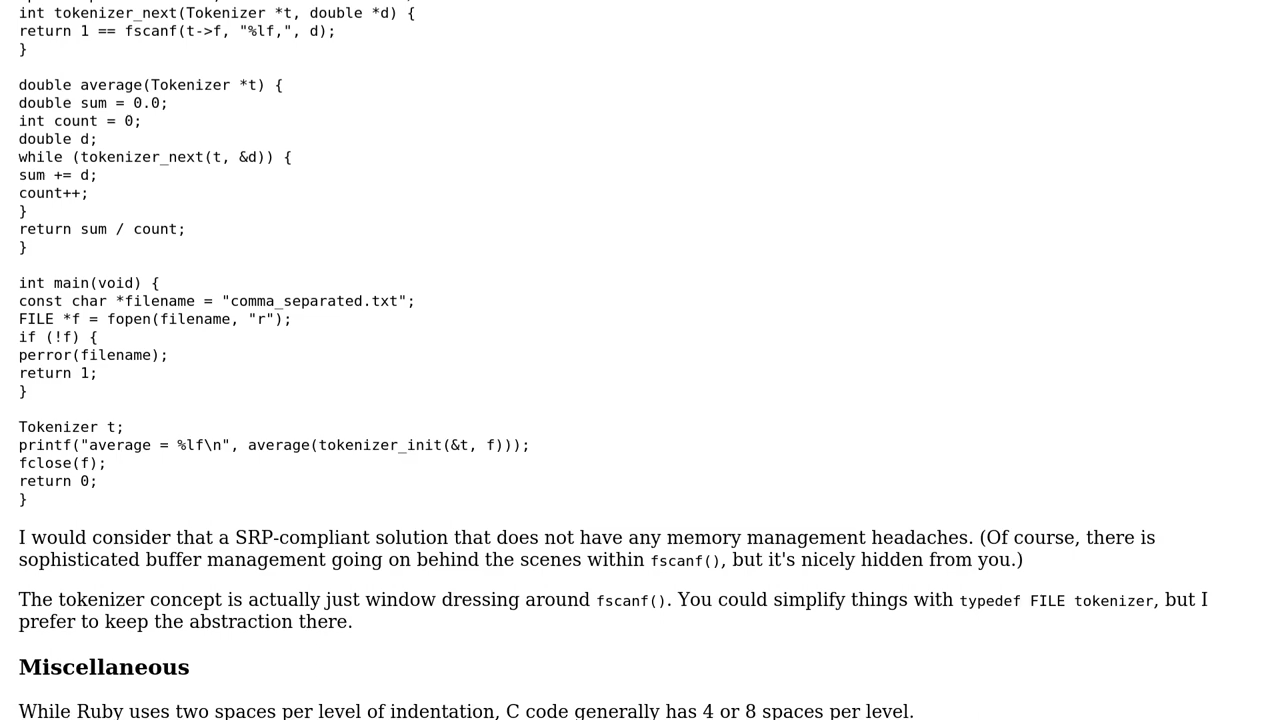 int tokenizer_next(Tokenizer *t, double *d) {
return 1 == fscanf(t->f, "%lf,", d);
}
double average(Tokenizer *t) {
double sum = 0.0;
int count = 0;
double d;
while (tokenizer_next(t, &d)) {
sum += d;
count++;
}
return sum / count;
}
int main(void) {
const char *filename = "comma_separated.txt";
FILE *f = fopen(filename, "r");
if (!f) {
perror(filename);
return 1;
}
Tokenizer t;
printf("average = %lf\n", average(tokenizer_init(&t, f)));
fclose(f);
return 0;
}
I would consider that a SRP-compliant solution that does not have any memory management headaches. (Of course, there is
sophisticated buffer management going on behind the scenes within fscanf(), but it's nicely hidden from you.)
The tokenizer concept is actually just window dressing around fscanf(). You could simplify things with typedef FILE tokenizer, but I
prefer to keep the abstraction there.
Miscellaneous
While Ruby uses two spaces per level of indentation, C code generally has 4 or 8 spaces per level.